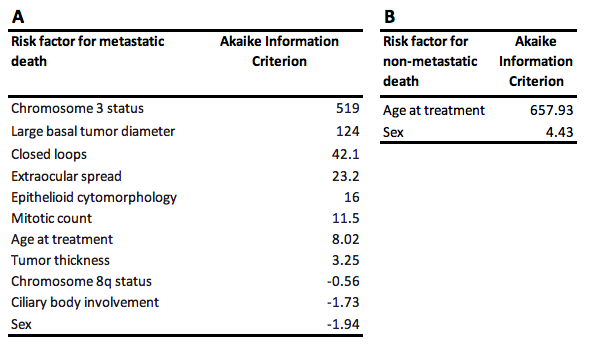 A
Risk factor for metastatic Akaike Information
death Criterion
Chromosome 3 status 519
Large basal tumor diameter 124
Closed loops 42.1
Extraocular spread 23.2
Epithelioid cytomorphology 16
Mitotic count 11.5
Age at treatment 8.02
Tumor thickness 3.25
Chromosome 8q status -0.56
Ciliary body involvement -1.73
Sex -1.94
B
Risk factor for Akaike
non-metastatic Information
death Criterion
Age at treatment 657.93
Sex 4.43